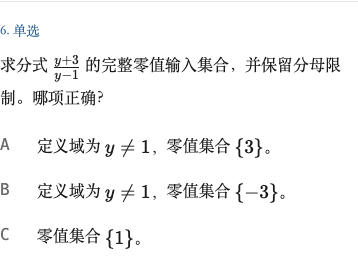 6. 单选
求分式 \frac{y+3}{y-1} 的完整零值输入集合，并保留分母限
制。哪项正确？
A 定义域为 y ≠ 1，零值集合 {3}。
B 定义域为 y ≠ 1，零值集合 {−3}。
C 零值集合 {1}。